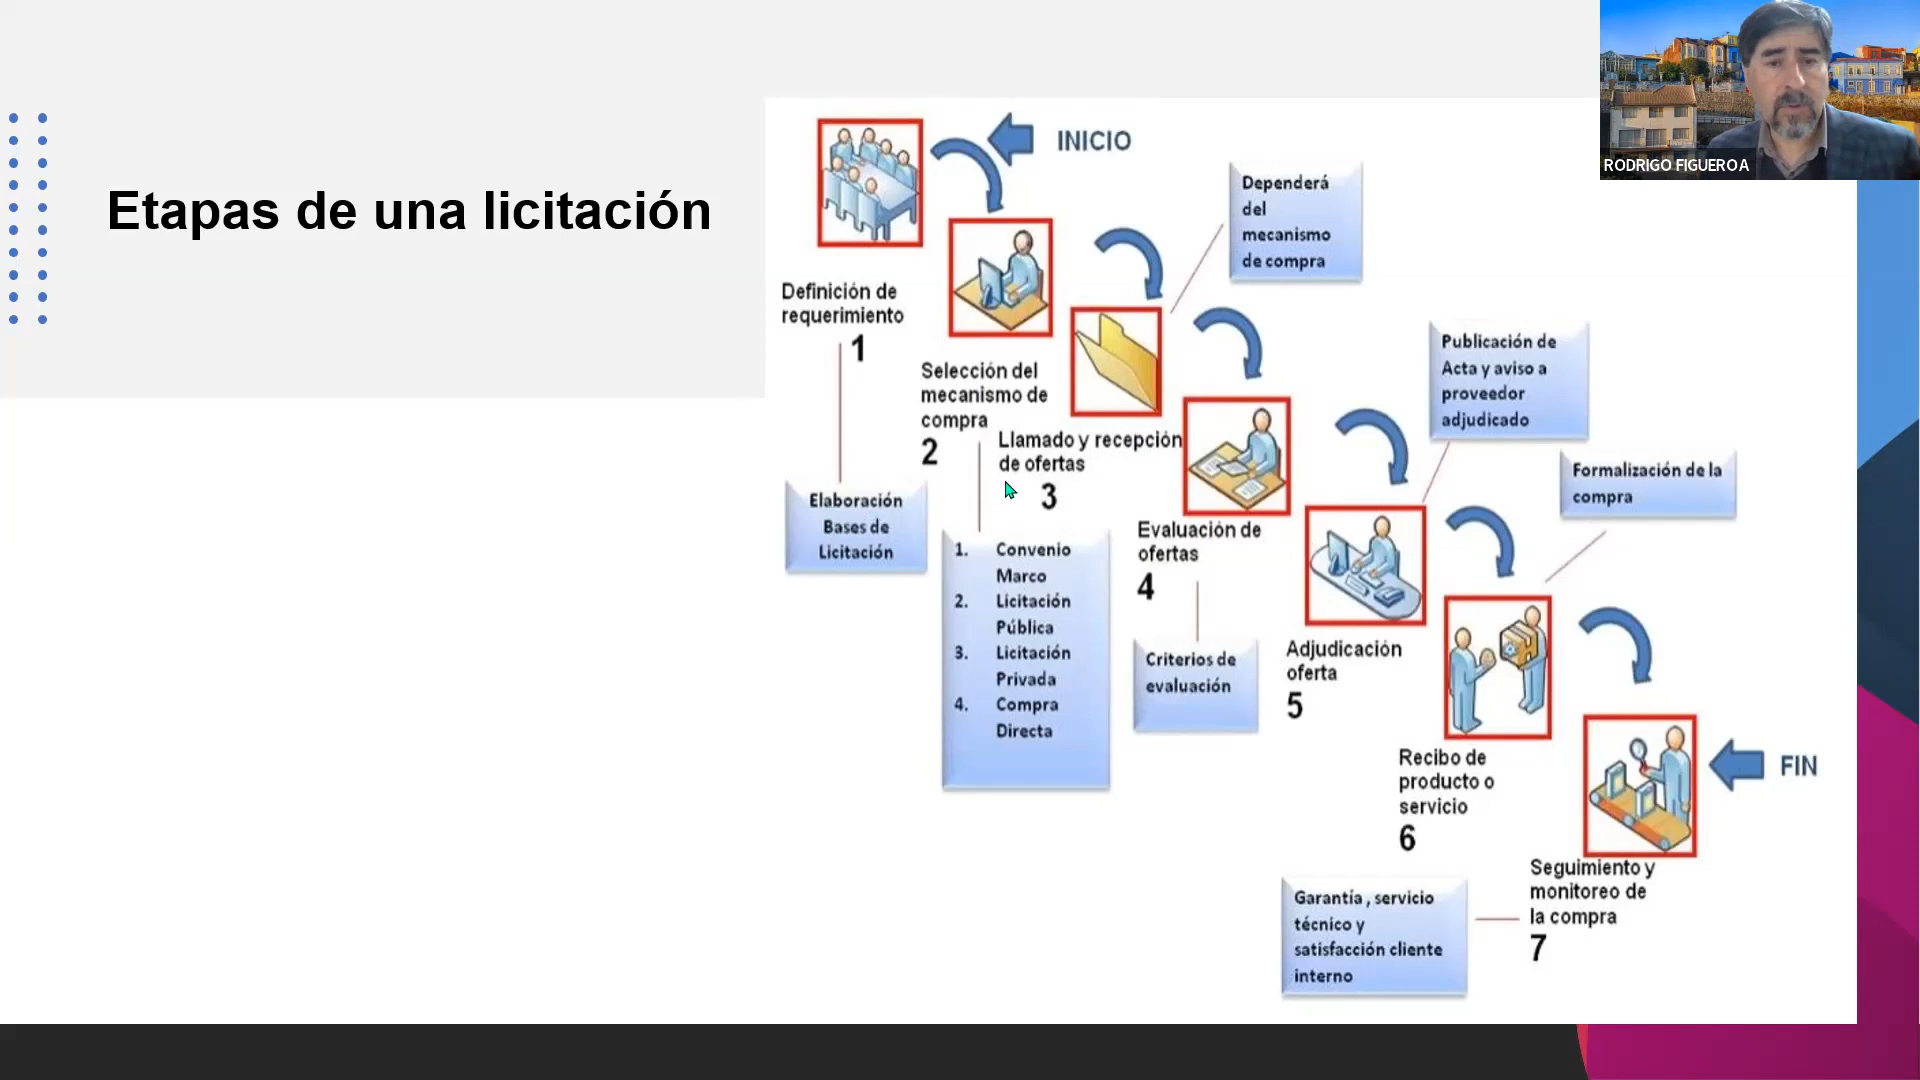 RODRIGO FIGUEROA
Etapas de una licitación
INICIO
Definición de
requerimiento
1
Elaboración
Bases de
Licitación
Selección del
mecanismo de
compra
2
1. Convenio
Marco
2. Licitación
Pública
3. Licitación
Privada
4. Compra
Directa
Llamado y recepción
de ofertas
3
Dependerá
del
mecanismo
de compra
Evaluación de
ofertas
4
Criterios de
evaluación
Adjudicación
oferta
5
Publicación de
Acta y aviso a
proveedor
adjudicado
Recibo de
producto o
servicio
6
Formalización de la
compra
Seguimiento y
monitoreo de
la compra
7
Garantía , servicio
técnico y
satisfacción cliente
interno
FIN